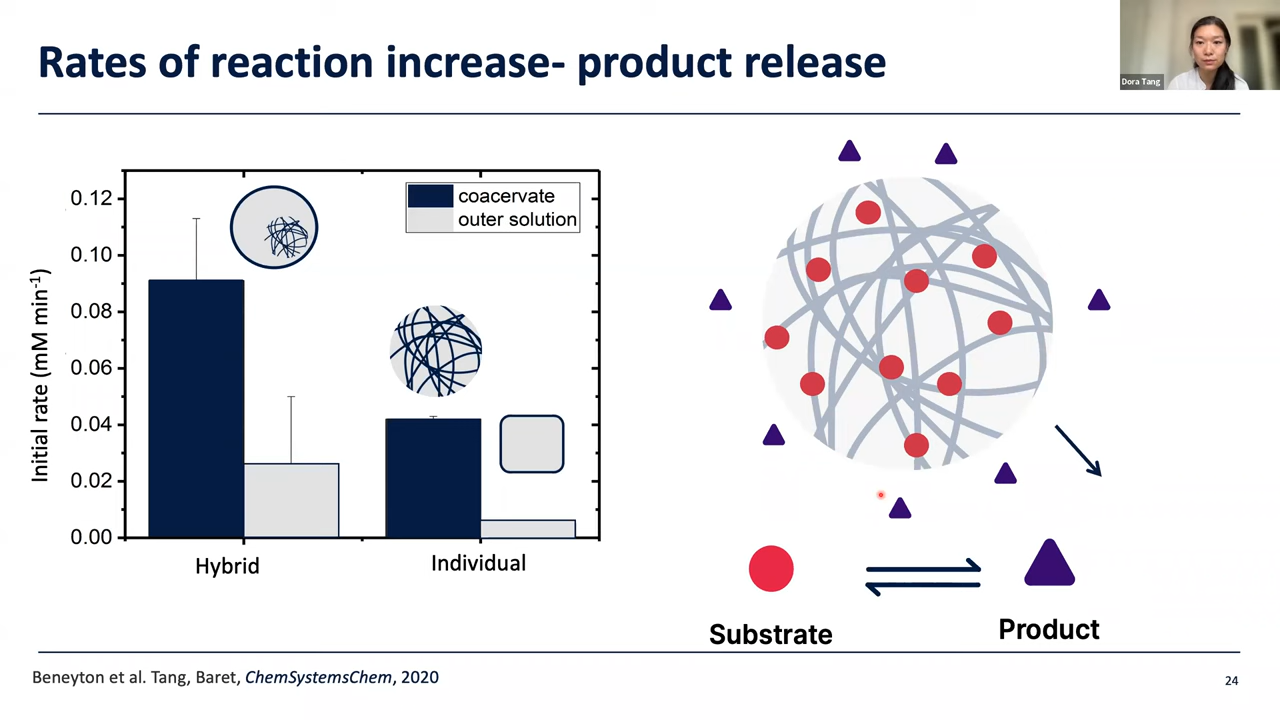 Rates of reaction increase- product release
Dora Tang
Initial rate (mM min-1)
0.12
0.10
0.08
0.06
0.04
0.02
0.00
coacervate
outer solution
Hybrid
Individual
Substrate
Product
Beneyton et al. Tang, Baret, ChemSystemsChem, 2020
24